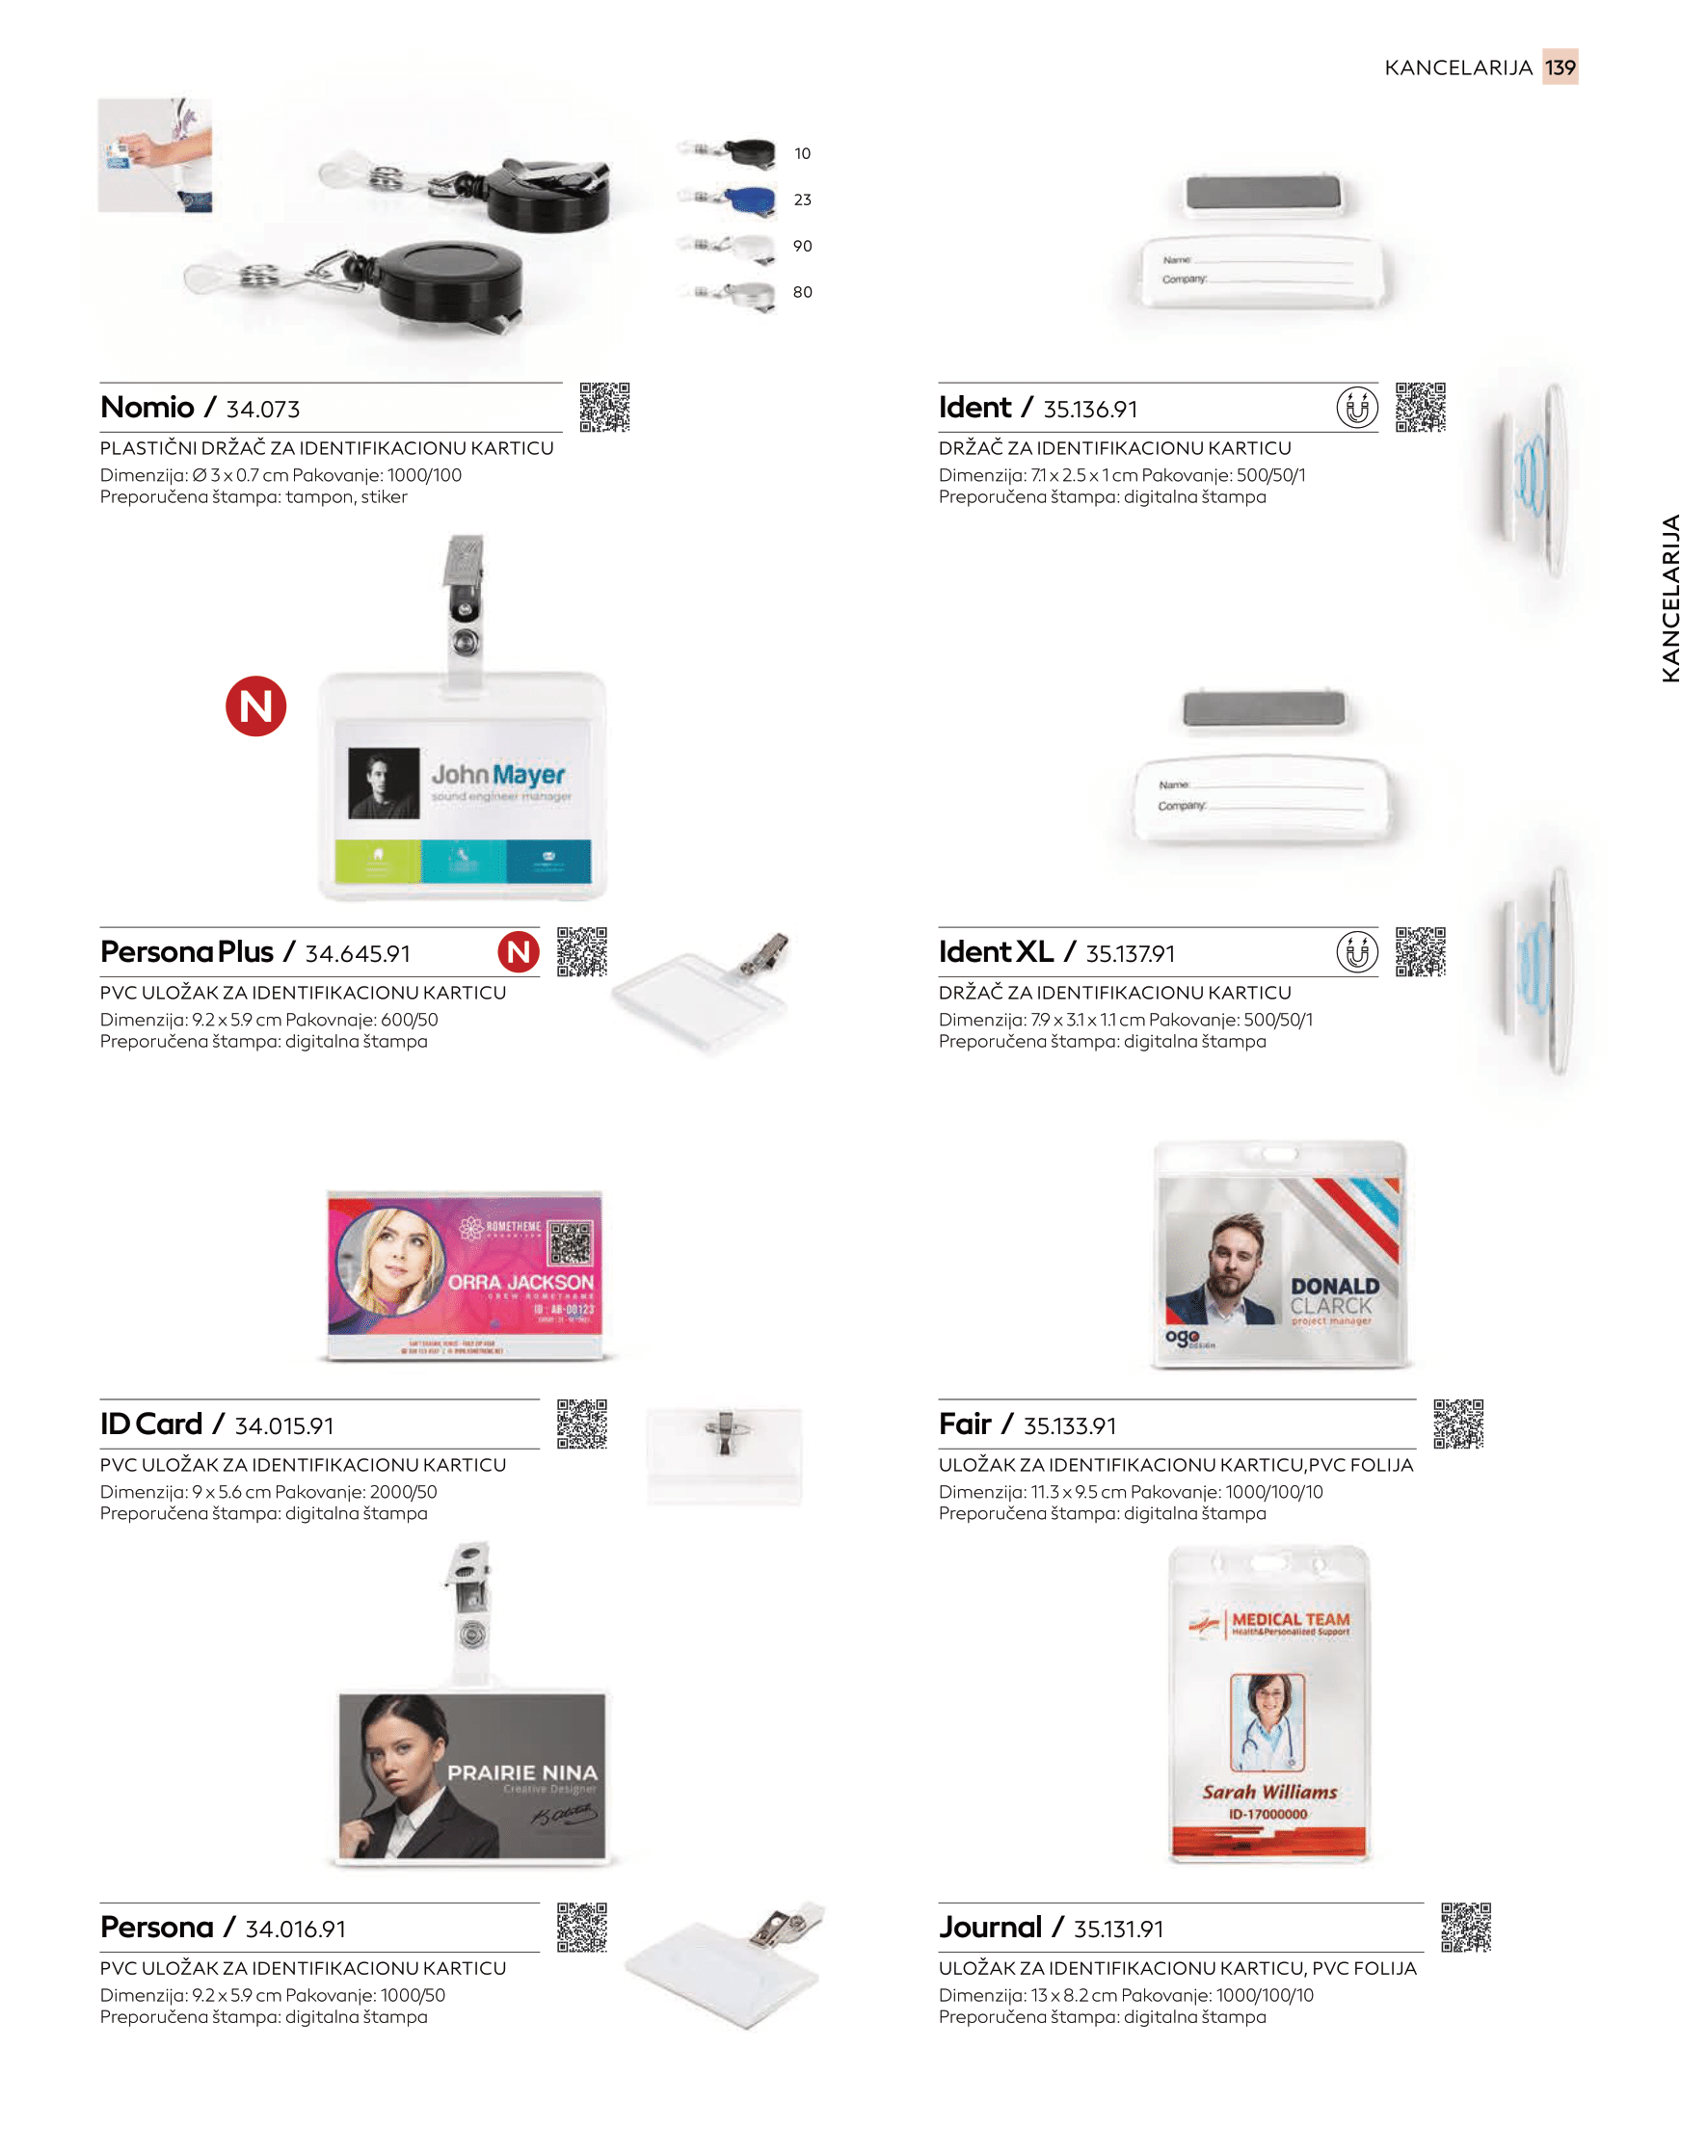 KANCELARIJA 139
10
23
90
80
Nomio / 34.073
PLASTIČNI DRŽAČ ZA IDENTIFIKACIONU KARTICU
Dimenzija: Ø 3 x 0.7 cm Pakovanje: 1000/100
Preporučena štampa: tampon, stiker
Name:
Company:
Ident / 35.136.91
DRŽAČ ZA IDENTIFIKACIONU KARTICU
Dimenzija: 7.1 x 2.5 x 1 cm Pakovanje: 500/50/1
Preporučena štampa: digitalna štampa
KANCELARIJA
N
John Mayer
sound engineer manager
Persona Plus / 34.645.91
N
PVC ULOŽAK ZA IDENTIFIKACIONU KARTICU
Dimenzija: 9.2 x 5.9 cm Pakovnaje: 600/50
Preporučena štampa: digitalna štampa
Name:
Company:
Ident XL / 35.137.91
DRŽAČ ZA IDENTIFIKACIONU KARTICU
Dimenzija: 7.9 x 3.1 x 1.1 cm Pakovanje: 500/50/1
Preporučena štampa: digitalna štampa
ROMETHEME
ORRA JACKSON
CREW ROMETHEME
ID : AB-00123
ID Card / 34.015.91
PVC ULOŽAK ZA IDENTIFIKACIONU KARTICU
Dimenzija: 9 x 5.6 cm Pakovanje: 2000/50
Preporučena štampa: digitalna štampa
DONALD
CLARCK
project manager
ogo
DESIGN
Fair / 35.133.91
ULOŽAK ZA IDENTIFIKACIONU KARTICU,PVC FOLIJA
Dimenzija: 11.3 x 9.5 cm Pakovanje: 1000/100/10
Preporučena štampa: digitalna štampa
PRAIRIE NINA
Creative Designer
Persona / 34.016.91
PVC ULOŽAK ZA IDENTIFIKACIONU KARTICU
Dimenzija: 9.2 x 5.9 cm Pakovanje: 1000/50
Preporučena štampa: digitalna štampa
MEDICAL TEAM
Health&Personalized Support
Sarah Williams
ID-17000000
Journal / 35.131.91
ULOŽAK ZA IDENTIFIKACIONU KARTICU, PVC FOLIJA
Dimenzija: 13 x 8.2 cm Pakovanje: 1000/100/10
Preporučena štampa: digitalna štampa